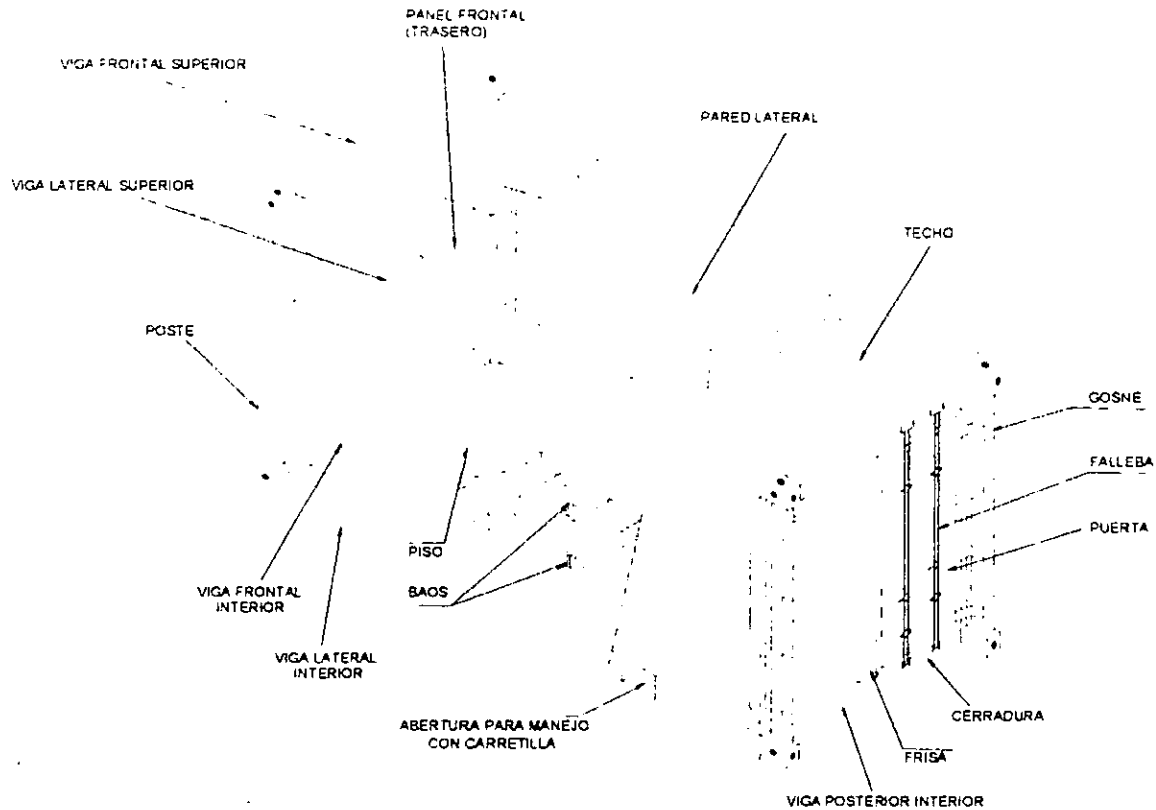 PANEL FRONTAL
(TRASERO)
VIGA FRONTAL SUPERIOR
PARED LATERAL
VIGA LATERAL SUPERIOR
TECHO
POSTE
GOSNE
FALLEBA
PUERTA
PISO
BAOS
VIGA FRONTAL
INTERIOR
VIGA LATERAL
INTERIOR
ABERTURA PARA MANEJO
CON CARRETILLA
CERRADURA
FRISA
VIGA POSTERIOR INTERIOR